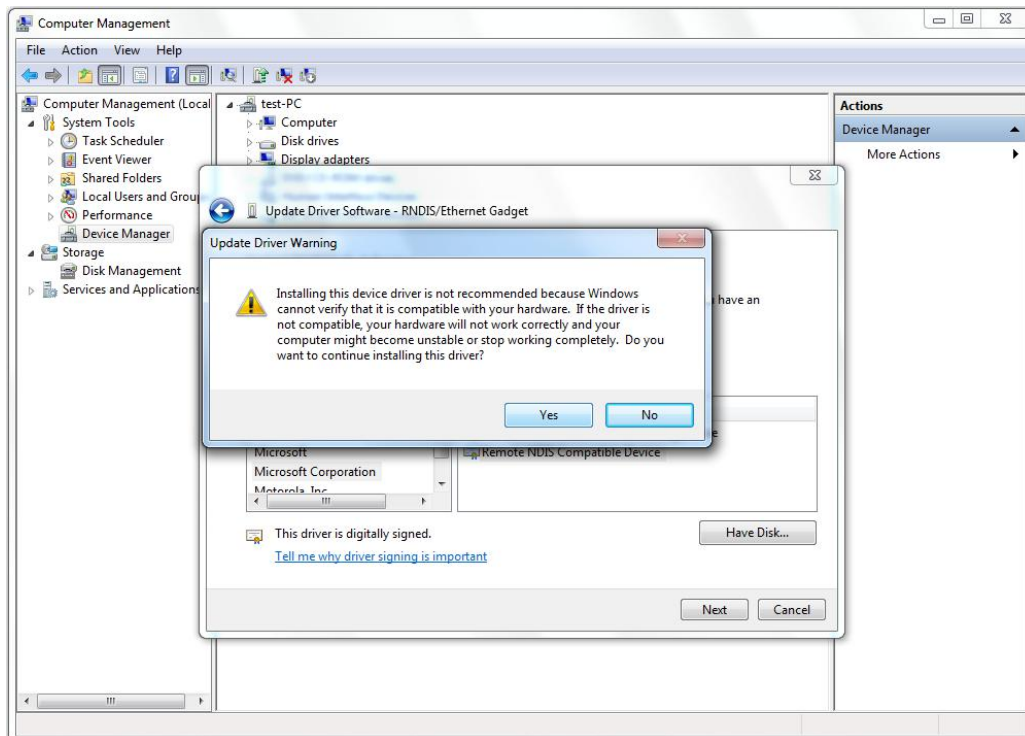 Computer Management
File Action View Help
Computer Management (Local
System Tools
Task Scheduler
Event Viewer
Shared Folders
Local Users and Group
Performance
Device Manager
Storage
Disk Management
Services and Applications
test-PC
Computer
Disk drives
Display adapters
Update Driver Software - RNDIS/Ethernet Gadget
Update Driver Warning
Installing this device driver is not recommended because Windows
cannot verify that it is compatible with your hardware. If the driver is
not compatible, your hardware will not work correctly and your
computer might become unstable or stop working completely. Do you
want to continue installing this driver?
Yes No
have an
Microsoft
Microsoft Corporation
Motorola, Inc.
Remote NDIS Compatible Device
This driver is digitally signed.
Have Disk...
Tell me why driver signing is important
Next Cancel
Actions
Device Manager
More Actions